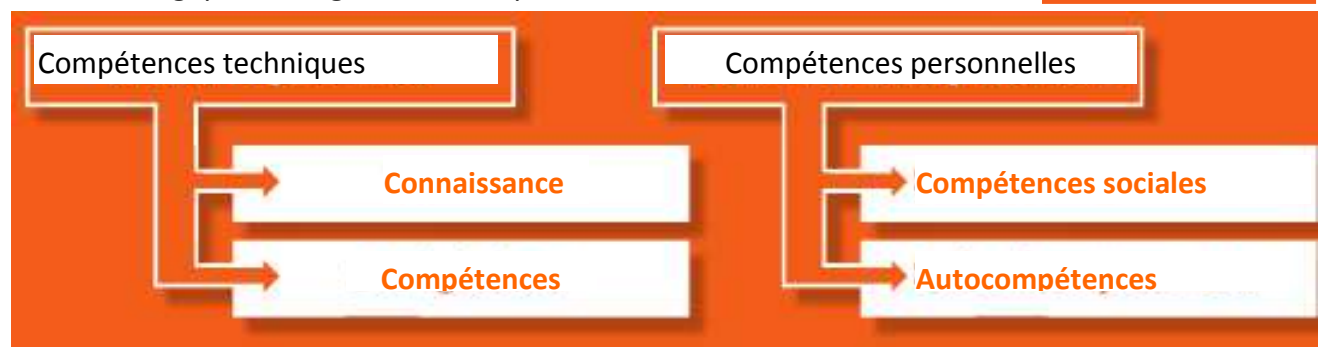 Compétences techniques
Compétences personnelles
Connaissance
Compétences sociales
Compétences
Autocompétences